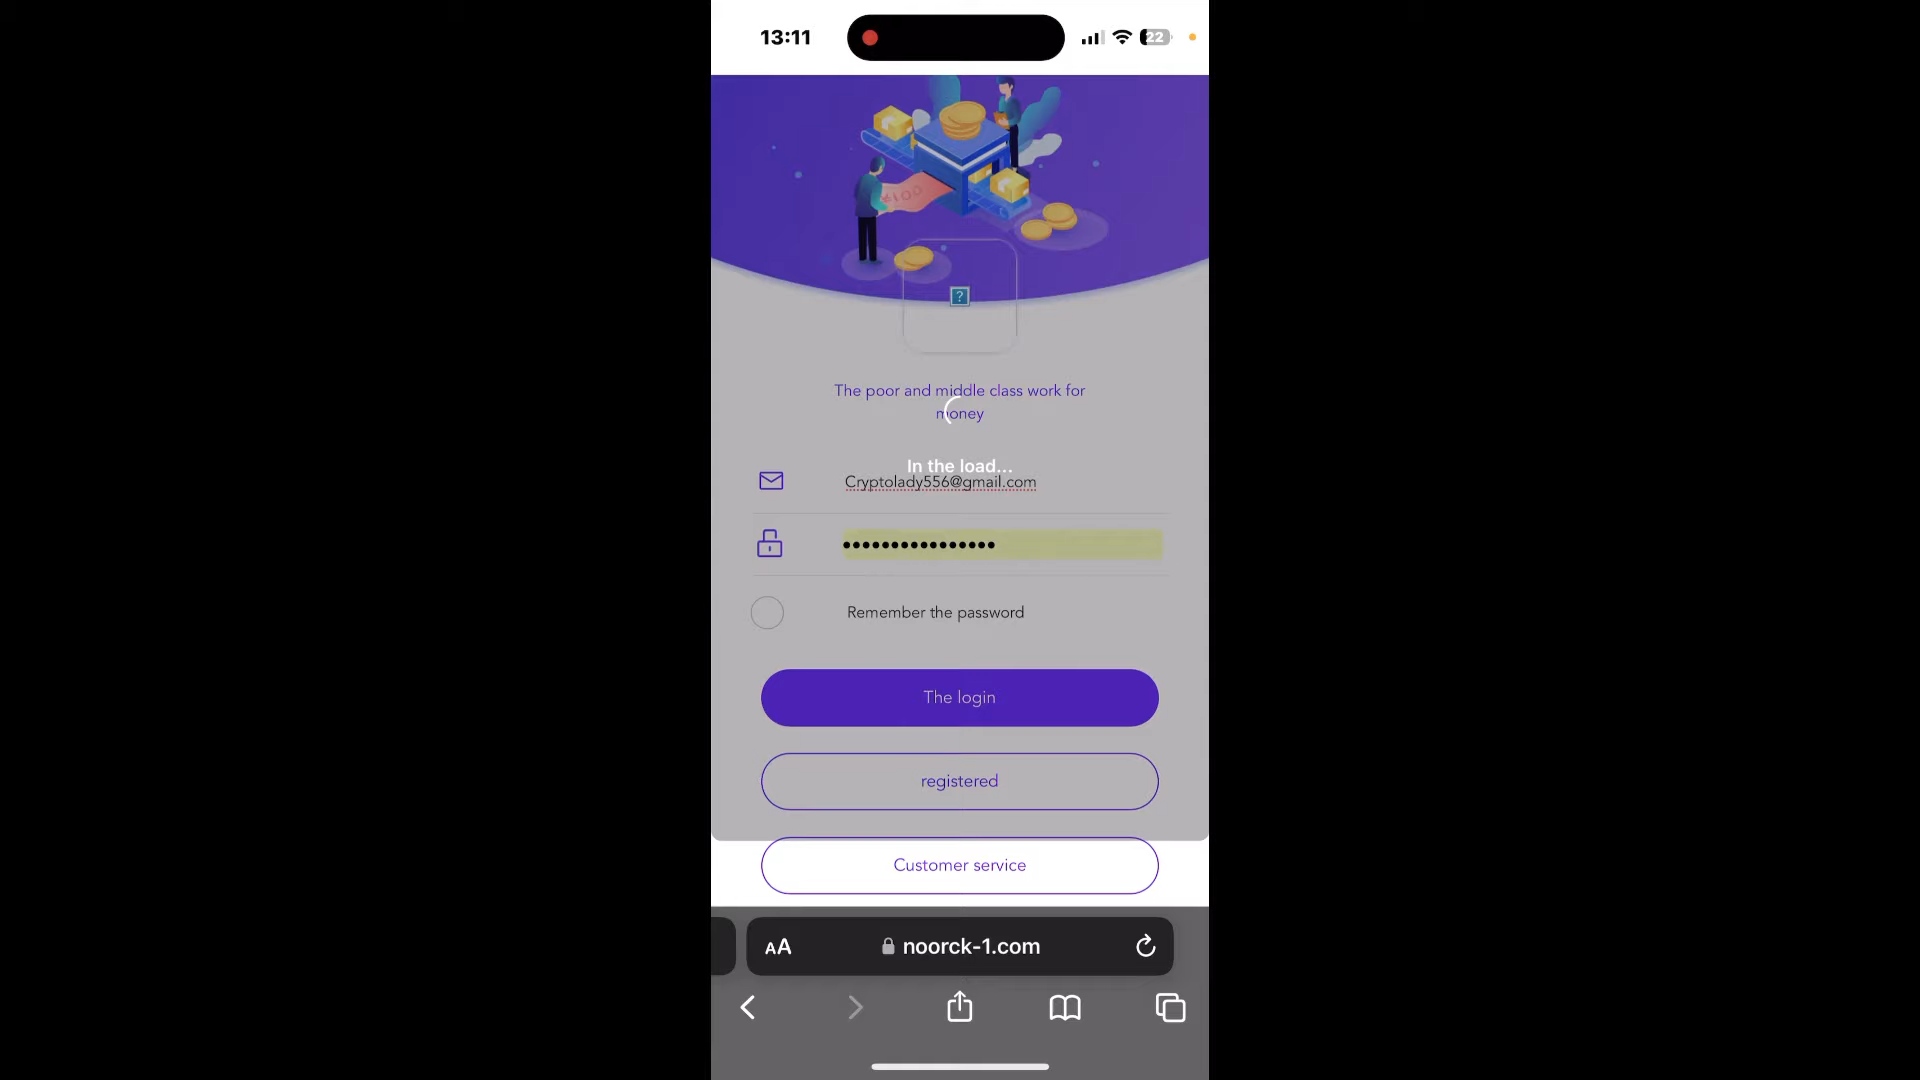 13:11
22
¥100
?
The poor and middle class work for
money
In the load...
Cryptolady556@gmail.com
Remember the password
The login
registered
Customer service
AA
noorck-1.com